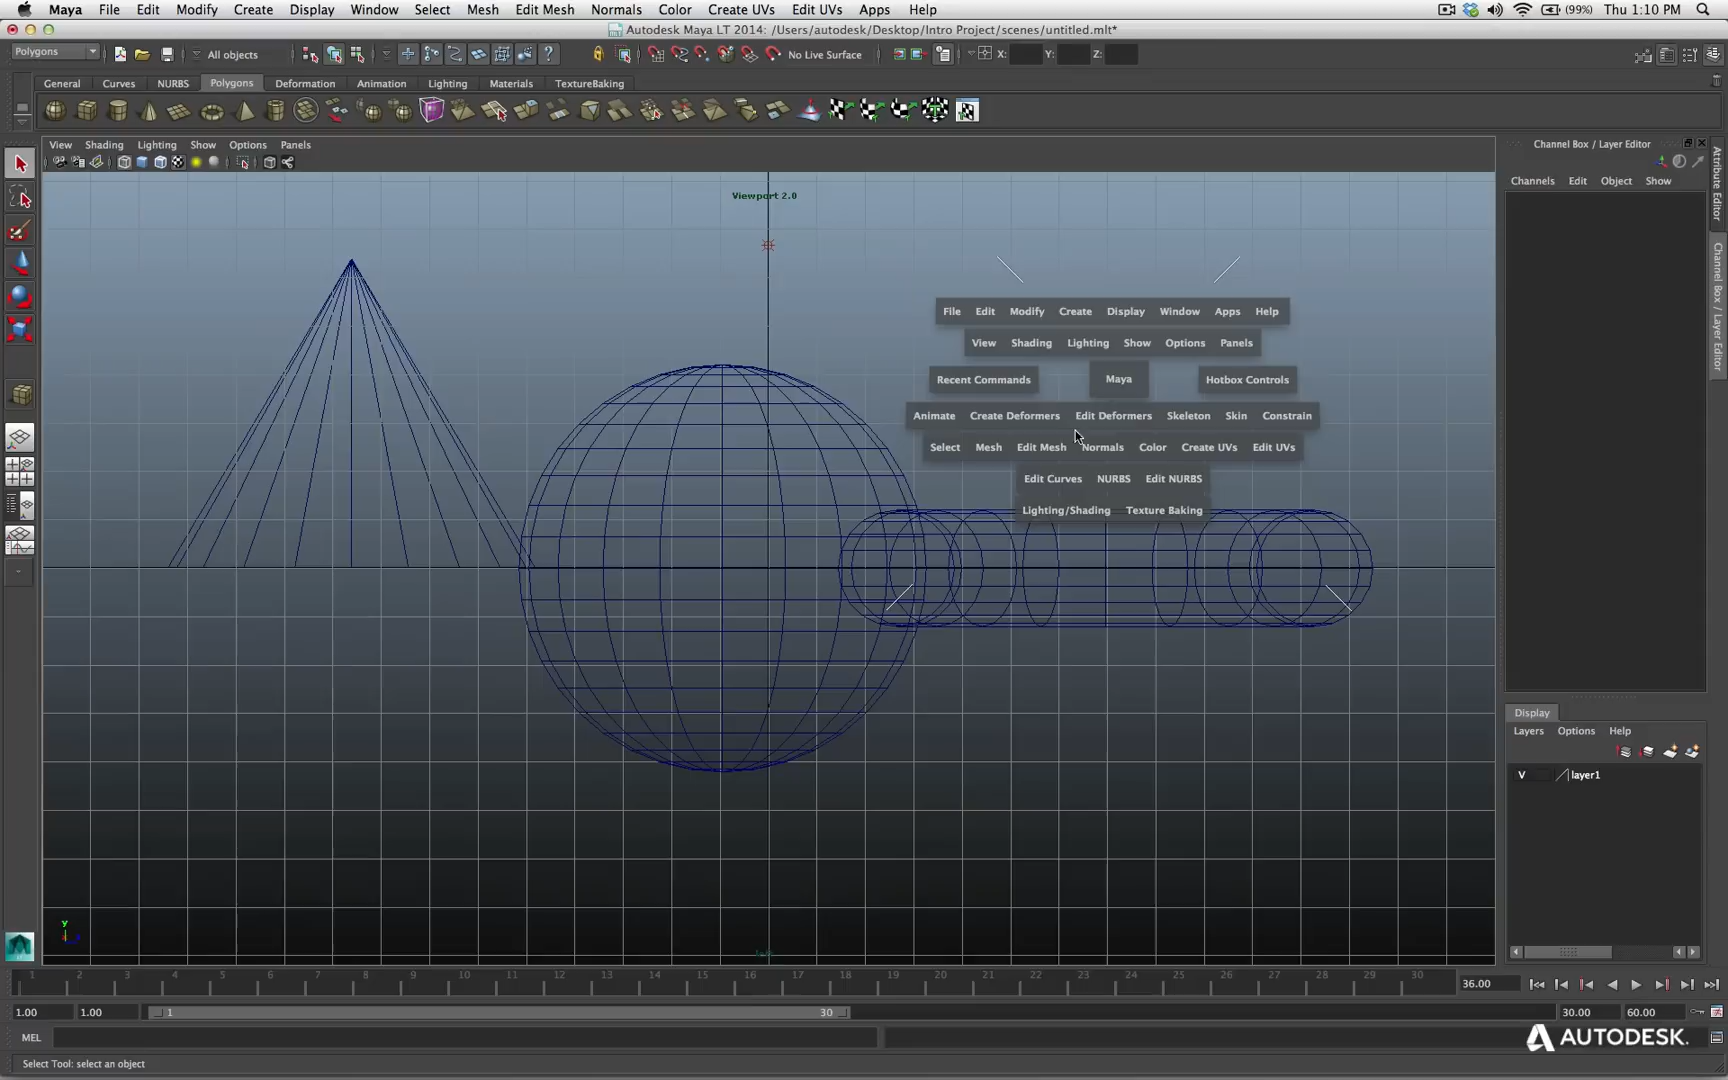 Maya File Edit Modify Create Display Window Select Mesh Edit Mesh Normals Color Create UVs Edit UVs Apps Help (99%) Thu 1:10 PM
Autodesk Maya LT 2014: /Users/autodesk/Desktop/Intro Project/scenes/untitled.mlt*
Polygons All objects ? No Live Surface X: Y: Z:
General Curves NURBS Polygons Deformation Animation Lighting Materials TextureBaking
View Shading Lighting Show Options Panels
Channel Box / Layer Editor
Channels Edit Object Show
Attribute Editor
Channel Box / Layer Editor
Viewport 2.0
File Edit Modify Create Display Window Apps Help
View Shading Lighting Show Options Panels
Recent Commands Maya Hotbox Controls
Animate Create Deformers Edit Deformers Skeleton Skin Constrain
Select Mesh Edit Mesh Normals Color Create UVs Edit UVs
Edit Curves NURBS Edit NURBS
Lighting/Shading Texture Baking
Display
Layers Options Help
V layer1
y
1 2 3 4 5 6 7 8 9 10 11 12 13 14 15 16 17 18 19 20 21 22 23 24 25 26 27 28 29 30 36.00
1.00 1.00 1 30 30.00 60.00
MEL
AUTODESK.
Select Tool: select an object